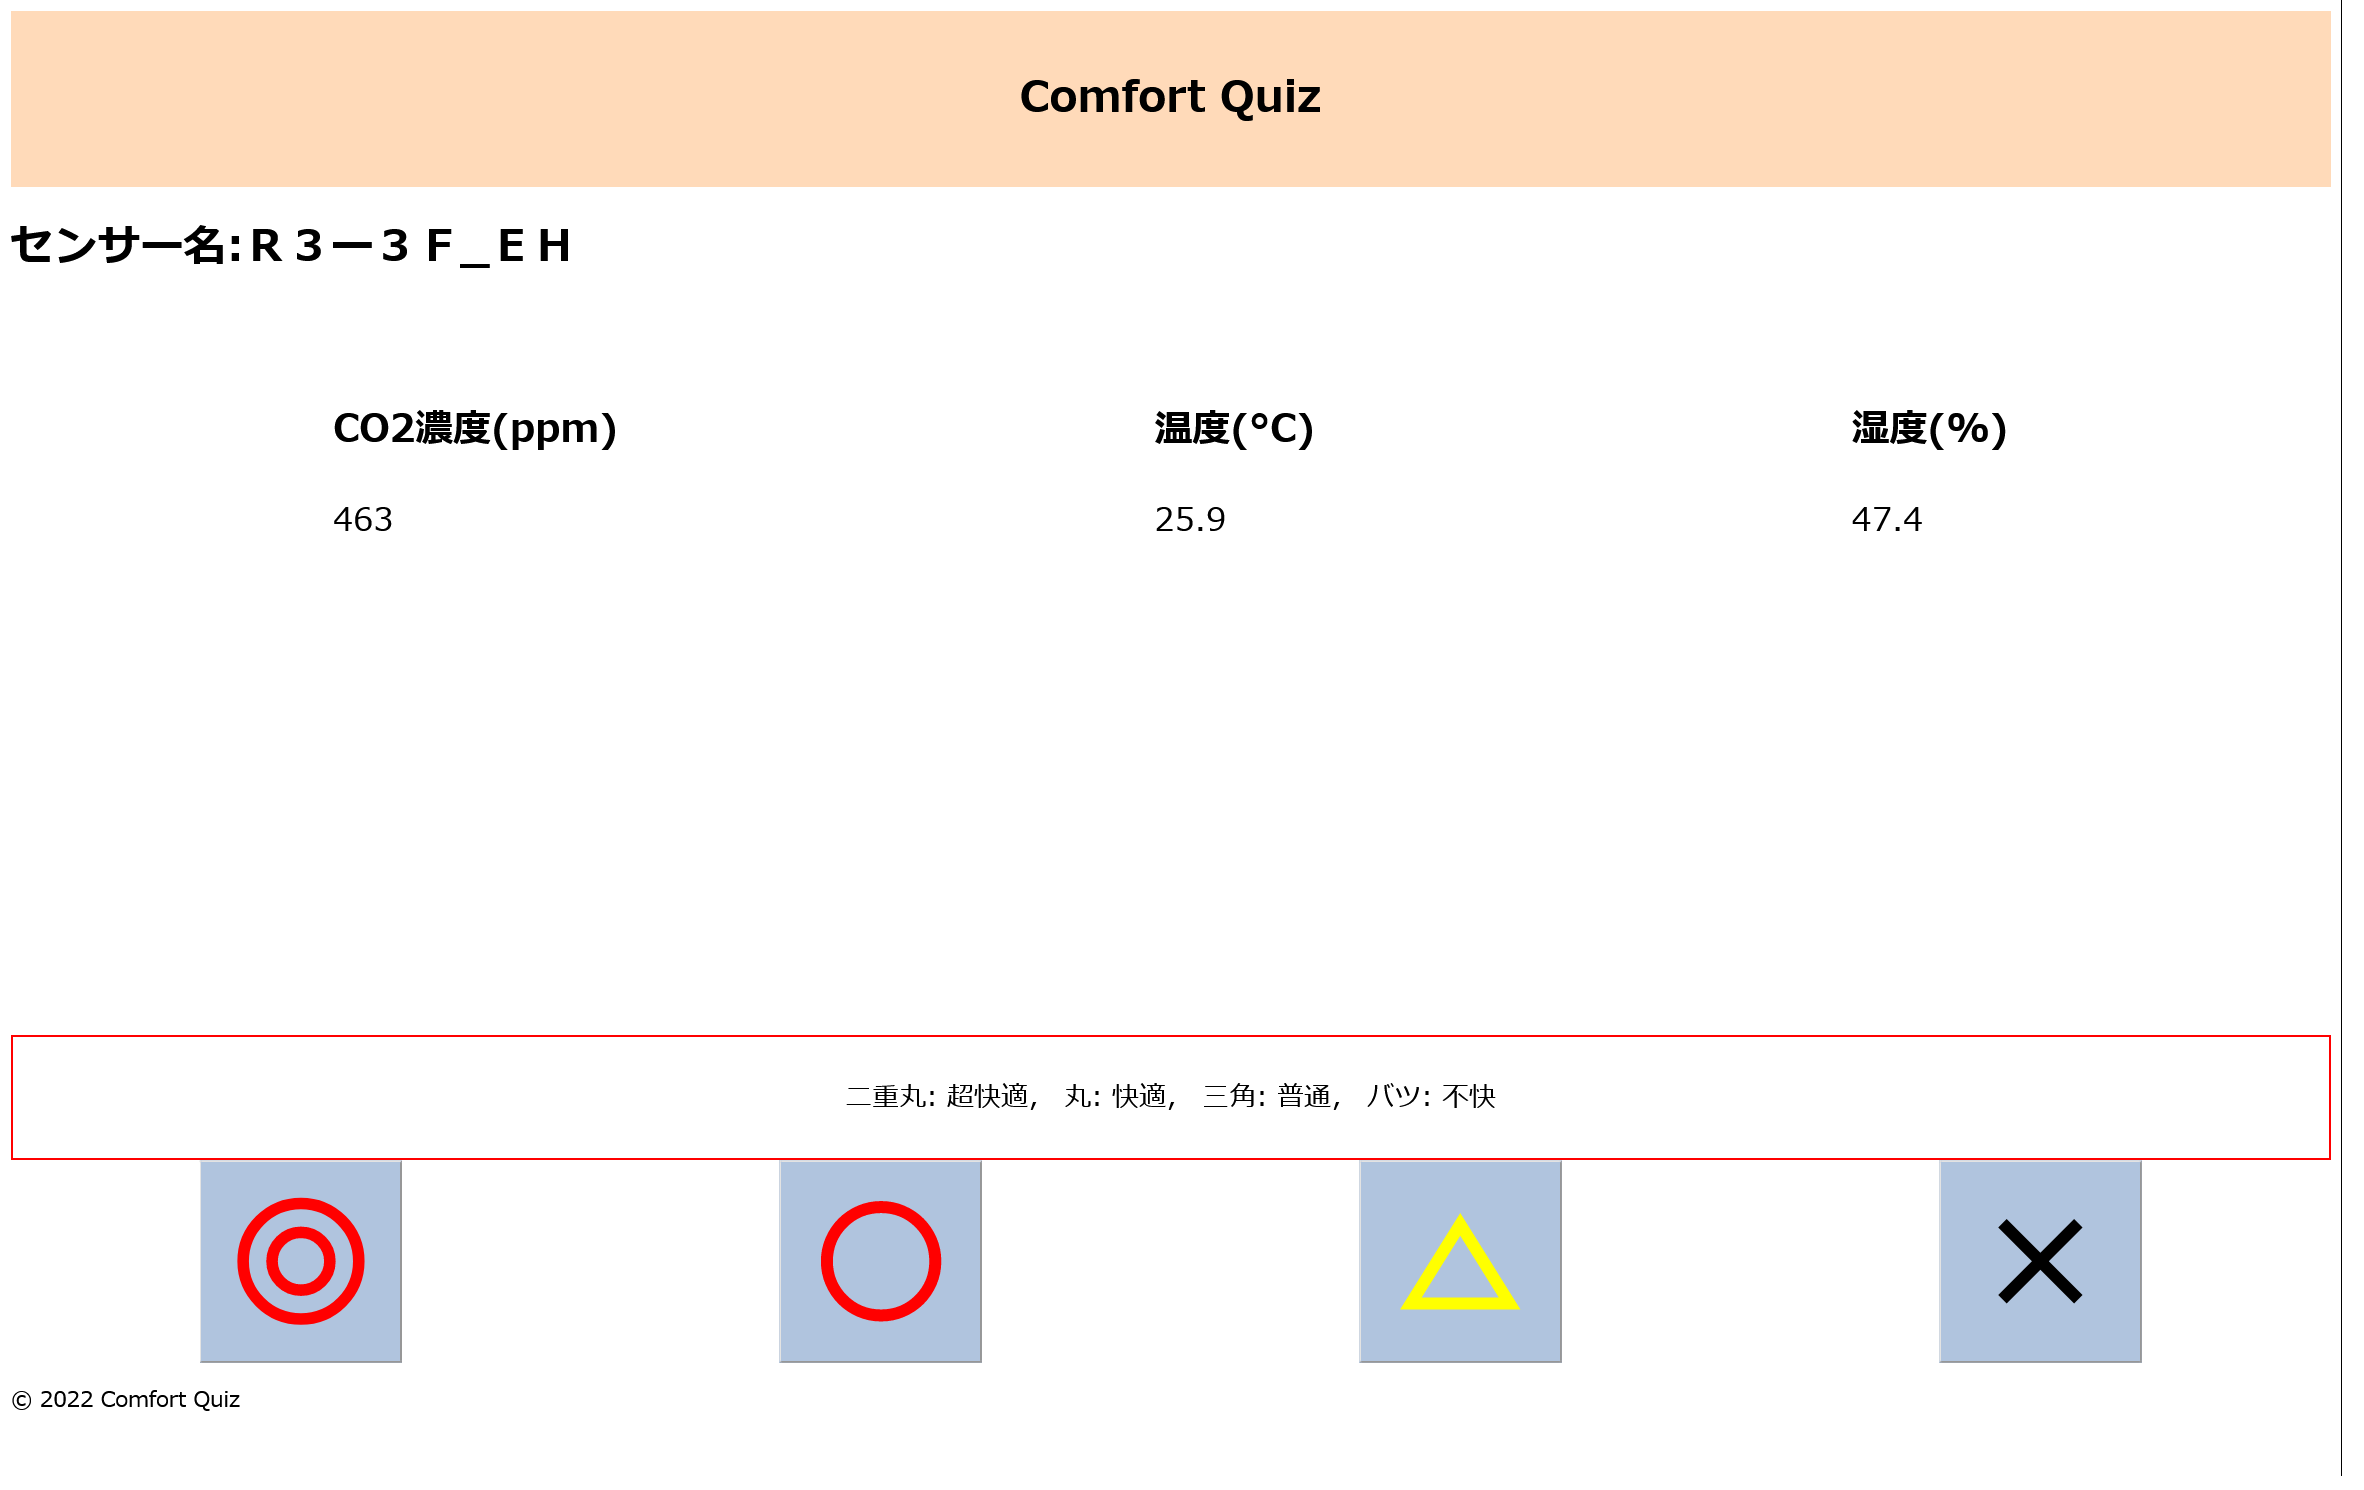 Comfort Quiz
センサー名:Ｒ３ー３Ｆ＿ＥＨ
CO2濃度(ppm) 温度(°C) 湿度(%)
463 25.9 47.4
二重丸: 超快適, 丸: 快適, 三角: 普通, バツ: 不快
© 2022 Comfort Quiz